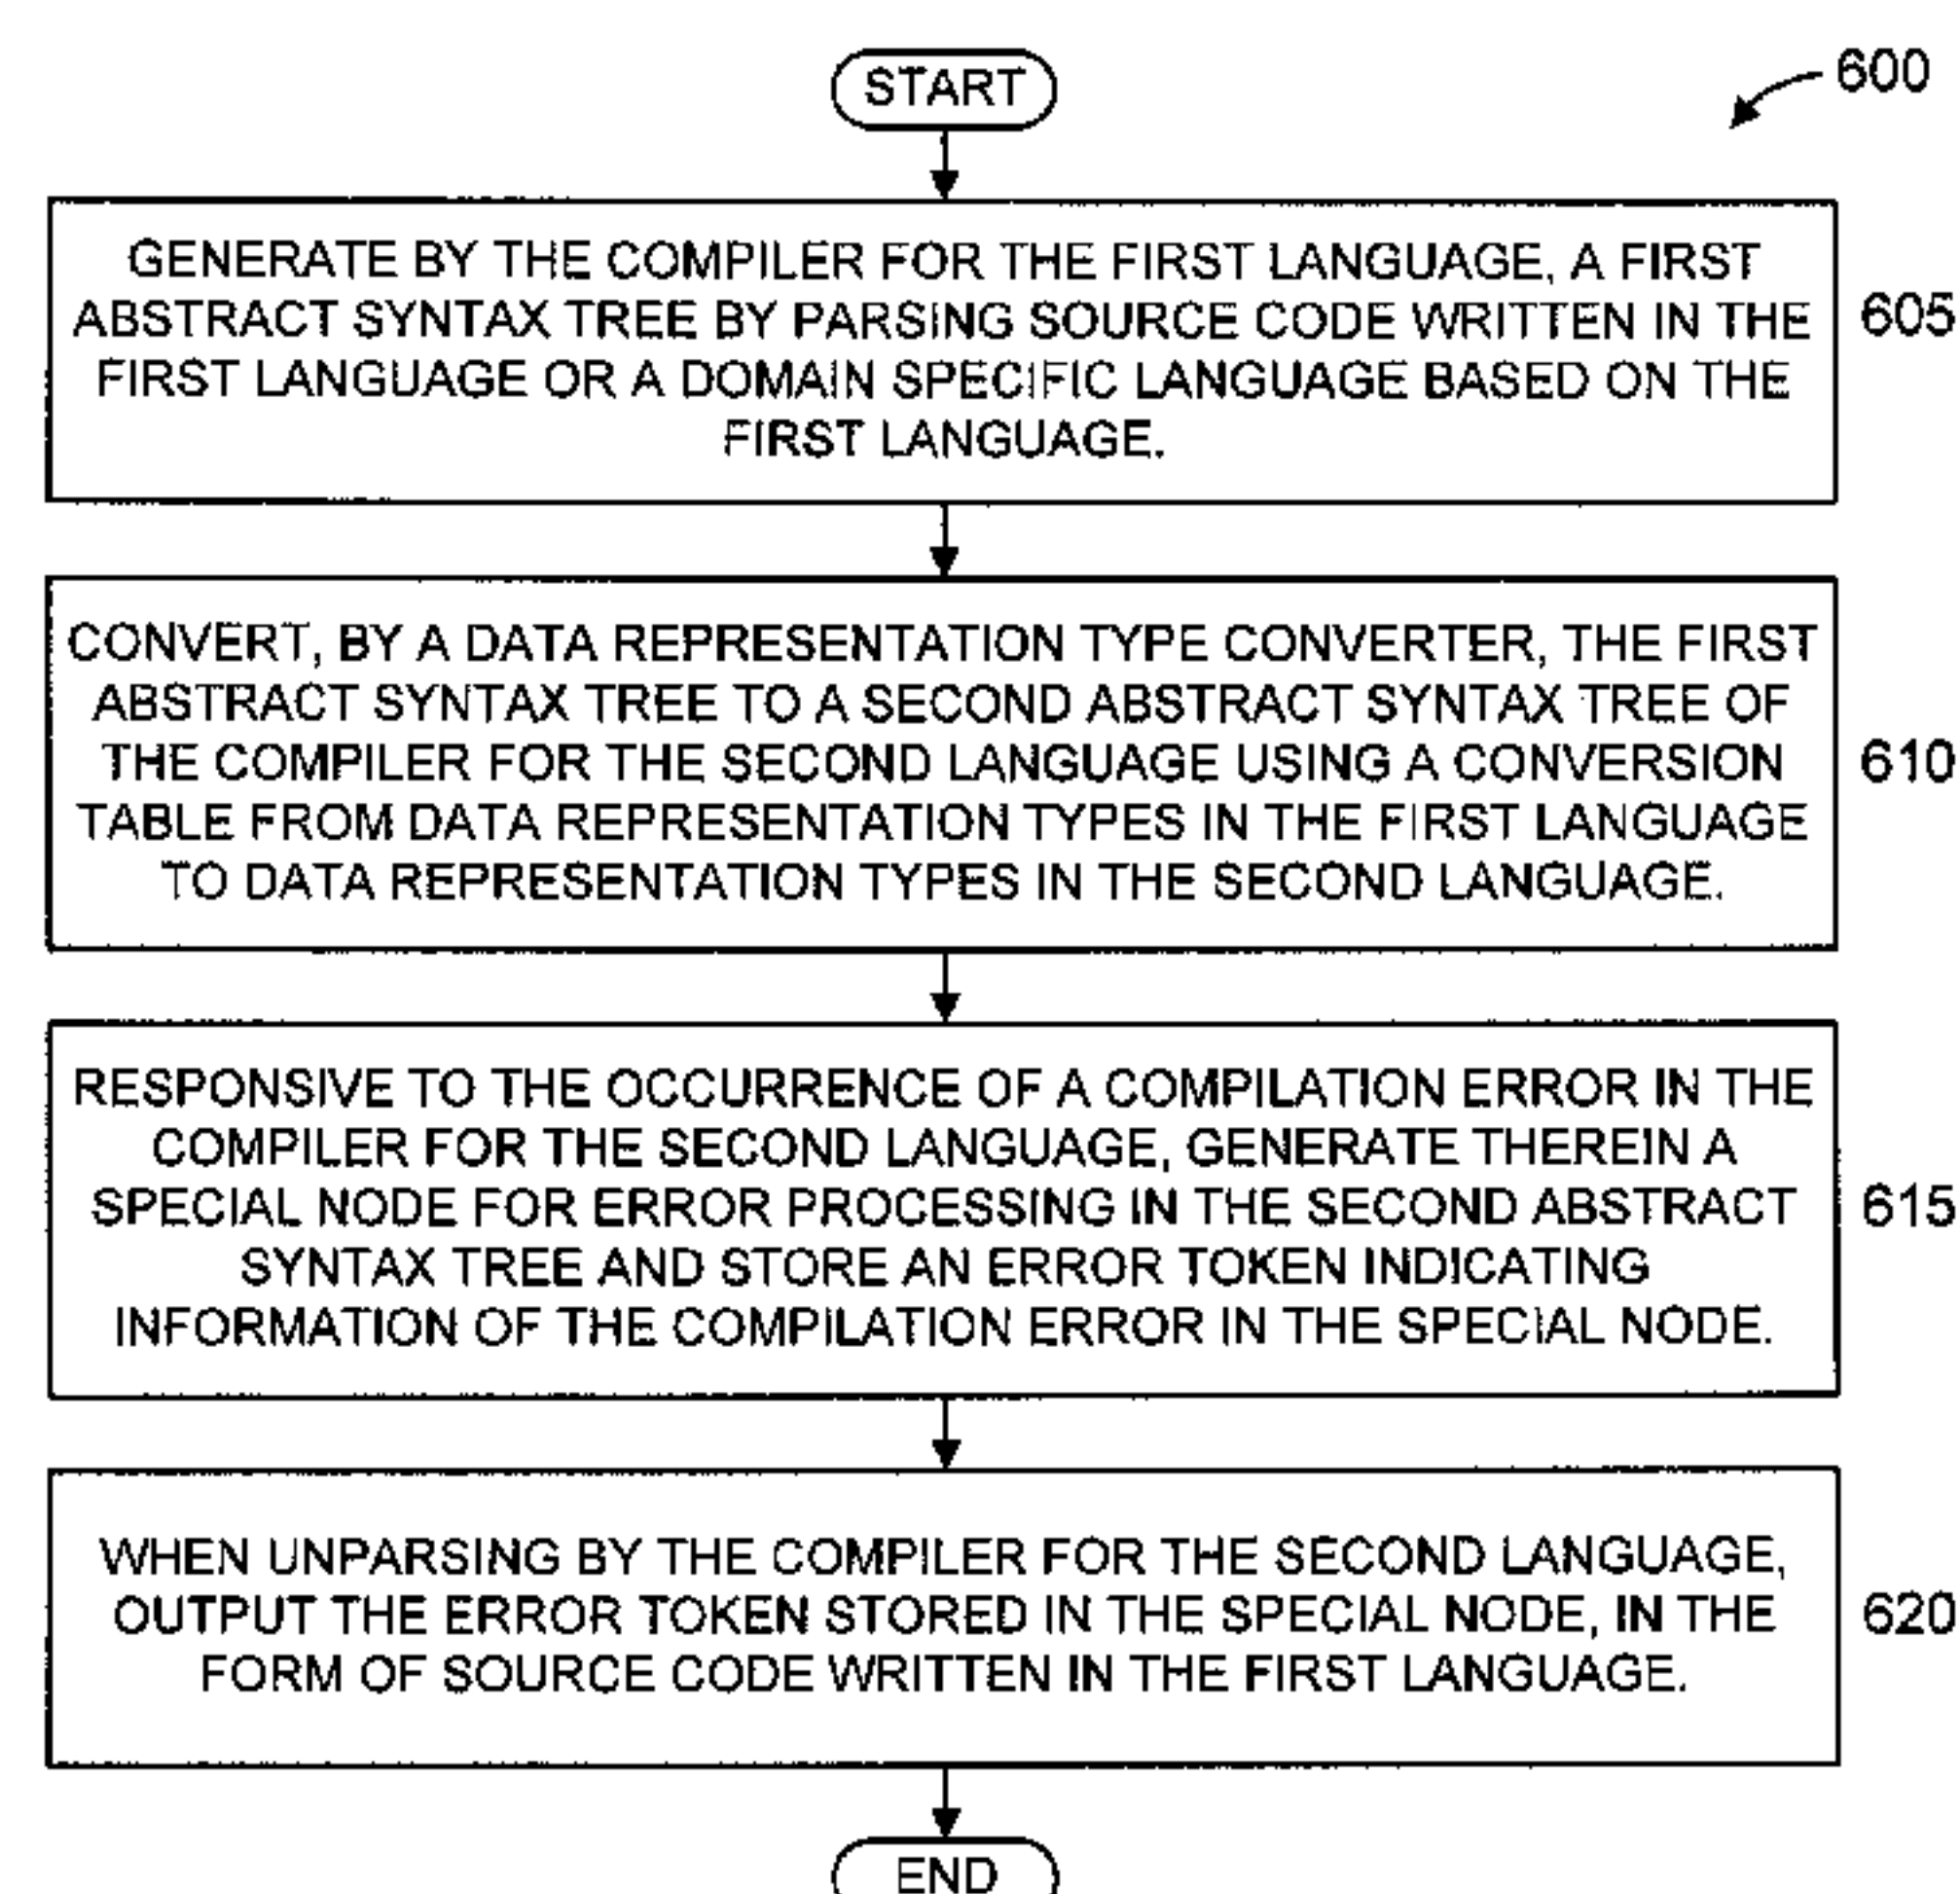 START
600
GENERATE BY THE COMPILER FOR THE FIRST LANGUAGE, A FIRST
ABSTRACT SYNTAX TREE BY PARSING SOURCE CODE WRITTEN IN THE
FIRST LANGUAGE OR A DOMAIN SPECIFIC LANGUAGE BASED ON THE
FIRST LANGUAGE.
605
CONVERT, BY A DATA REPRESENTATION TYPE CONVERTER, THE FIRST
ABSTRACT SYNTAX TREE TO A SECOND ABSTRACT SYNTAX TREE OF
THE COMPILER FOR THE SECOND LANGUAGE USING A CONVERSION
TABLE FROM DATA REPRESENTATION TYPES IN THE FIRST LANGUAGE
TO DATA REPRESENTATION TYPES IN THE SECOND LANGUAGE.
610
RESPONSIVE TO THE OCCURRENCE OF A COMPILATION ERROR IN THE
COMPILER FOR THE SECOND LANGUAGE, GENERATE THEREIN A
SPECIAL NODE FOR ERROR PROCESSING IN THE SECOND ABSTRACT
SYNTAX TREE AND STORE AN ERROR TOKEN INDICATING
INFORMATION OF THE COMPILATION ERROR IN THE SPECIAL NODE.
615
WHEN UNPARSING BY THE COMPILER FOR THE SECOND LANGUAGE,
OUTPUT THE ERROR TOKEN STORED IN THE SPECIAL NODE, IN THE
FORM OF SOURCE CODE WRITTEN IN THE FIRST LANGUAGE.
620
END